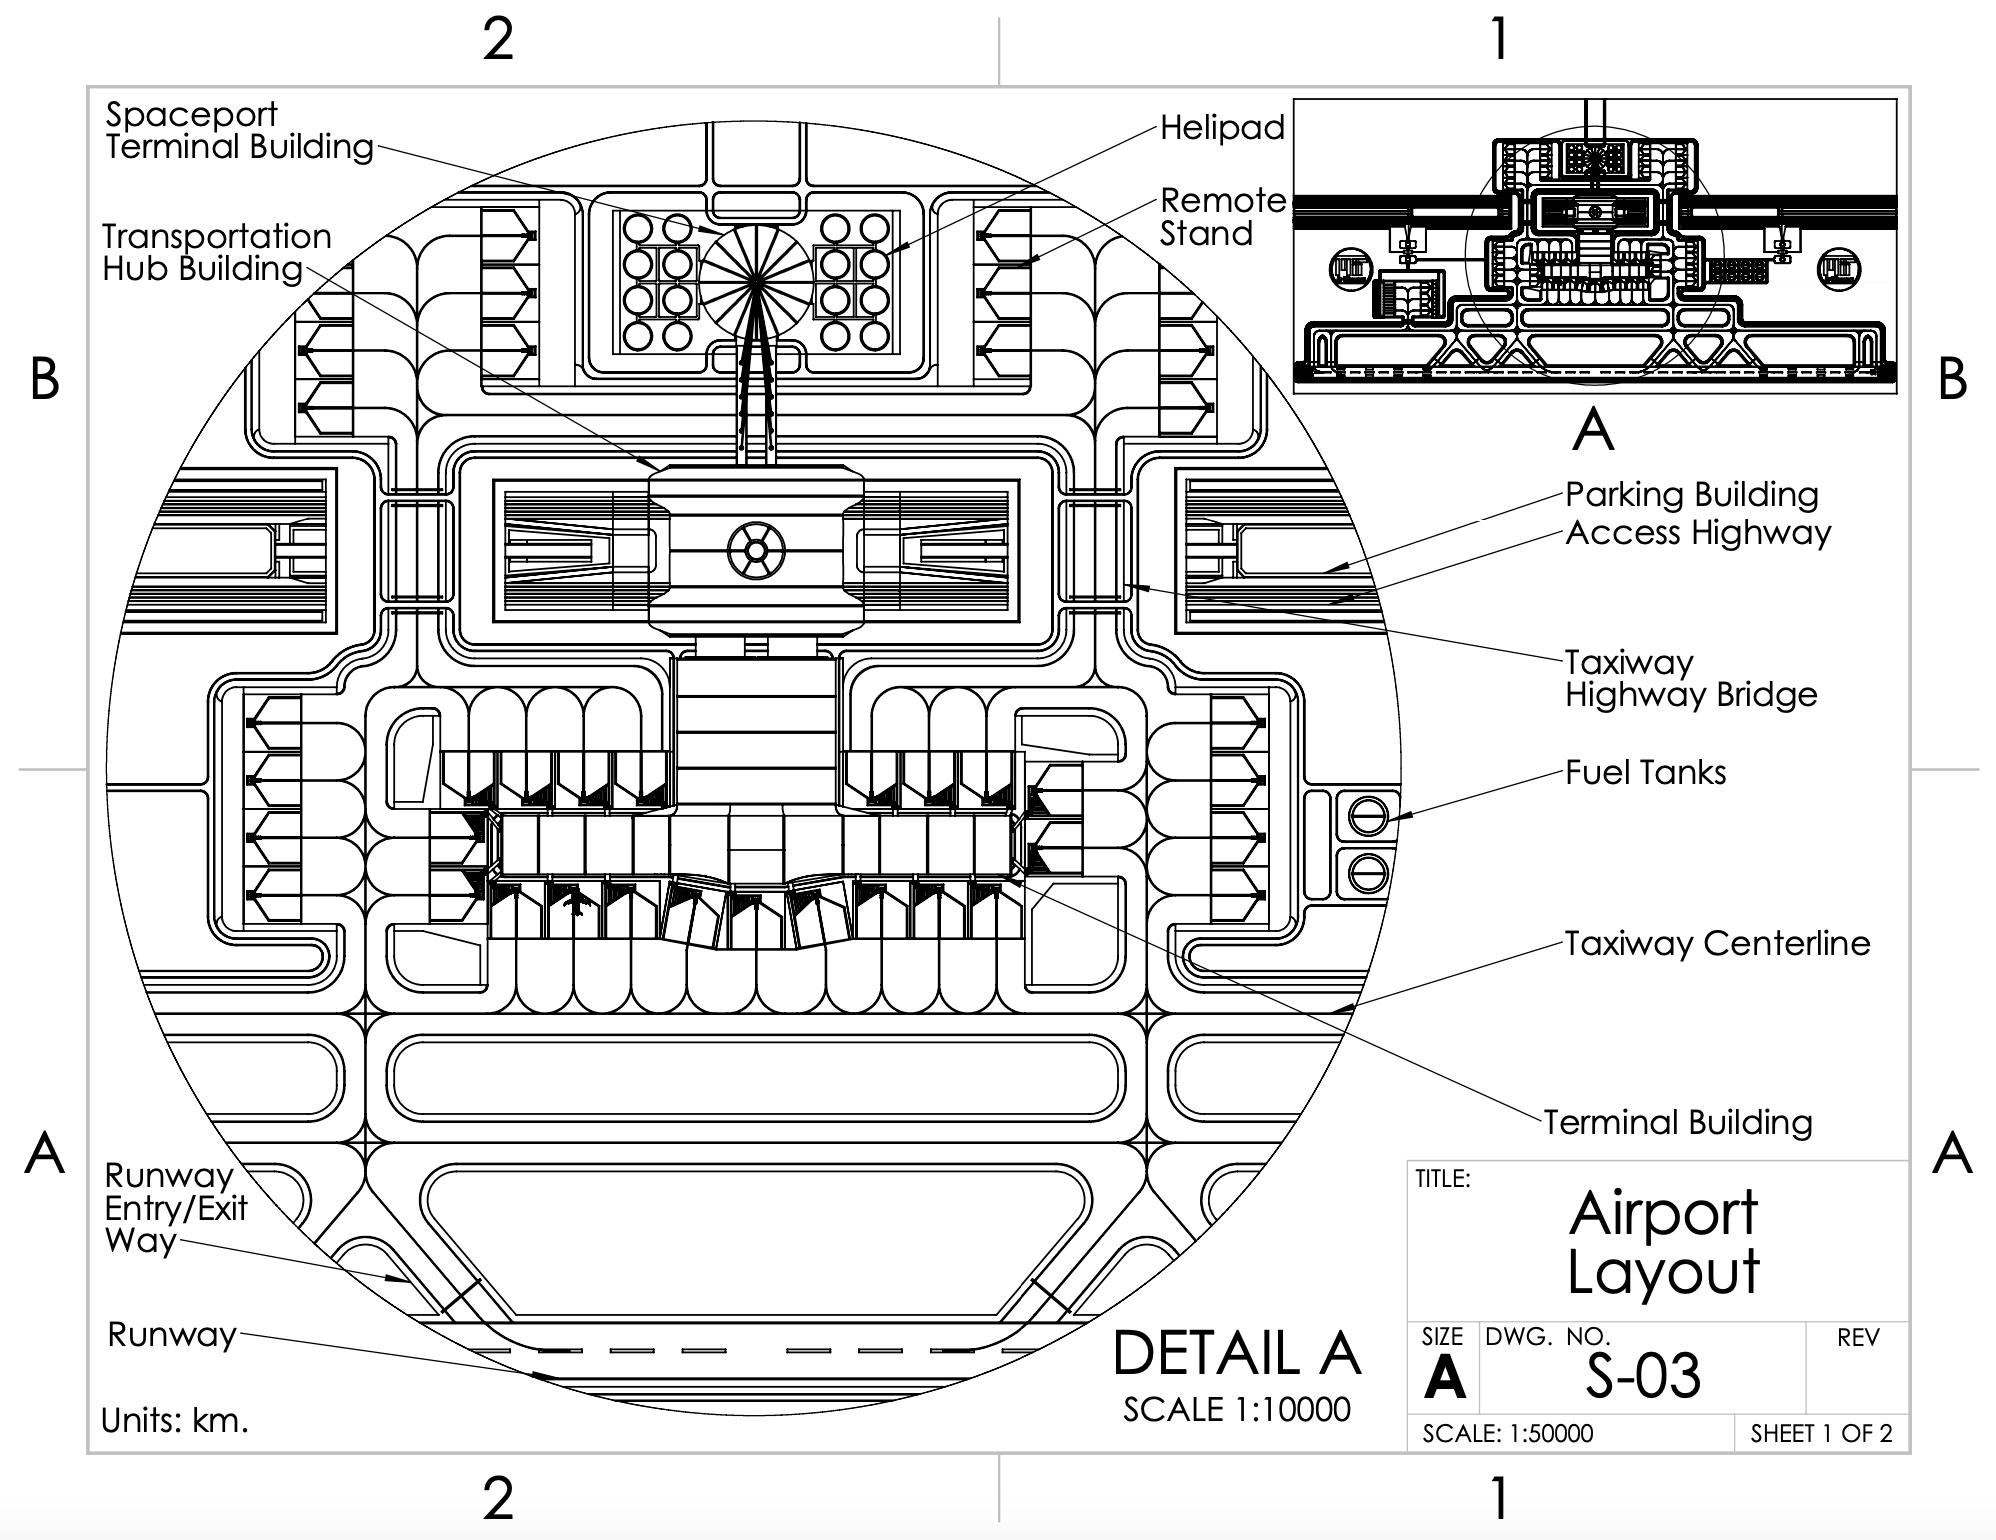 2
1
Spaceport
Terminal Building
Helipad
Transportation
Hub Building
Remote
Stand
B
B
A
Parking Building
Access Highway
Taxiway
Highway Bridge
Fuel Tanks
Taxiway Centerline
Terminal Building
A
A
Runway
Entry/Exit
Way
Runway
Units: km.
DETAIL A
SCALE 1:10000
TITLE:
Airport
Layout
SIZE
A
DWG. NO.
S-03
REV
SCALE: 1:50000
SHEET 1 OF 2
2
1